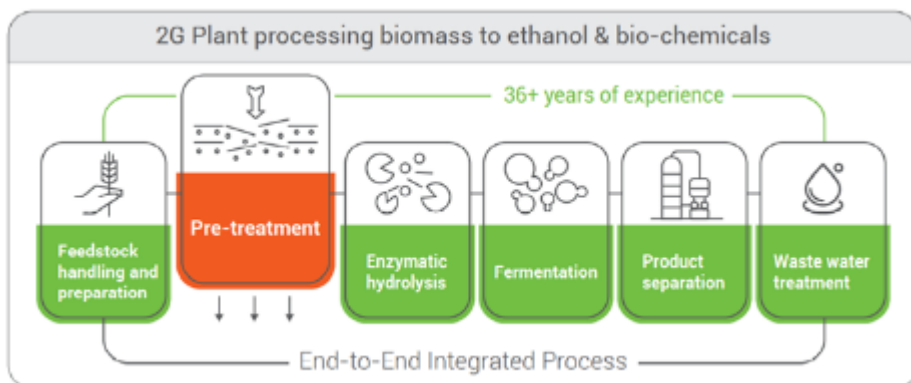 2G Plant processing biomass to ethanol & bio-chemicals
36+ years of experience
Feedstock
handling and
preparation
Pre-treatment
Enzymatic
hydrolysis
Fermentation
Product
separation
Waste water
treatment
End-to-End Integrated Process